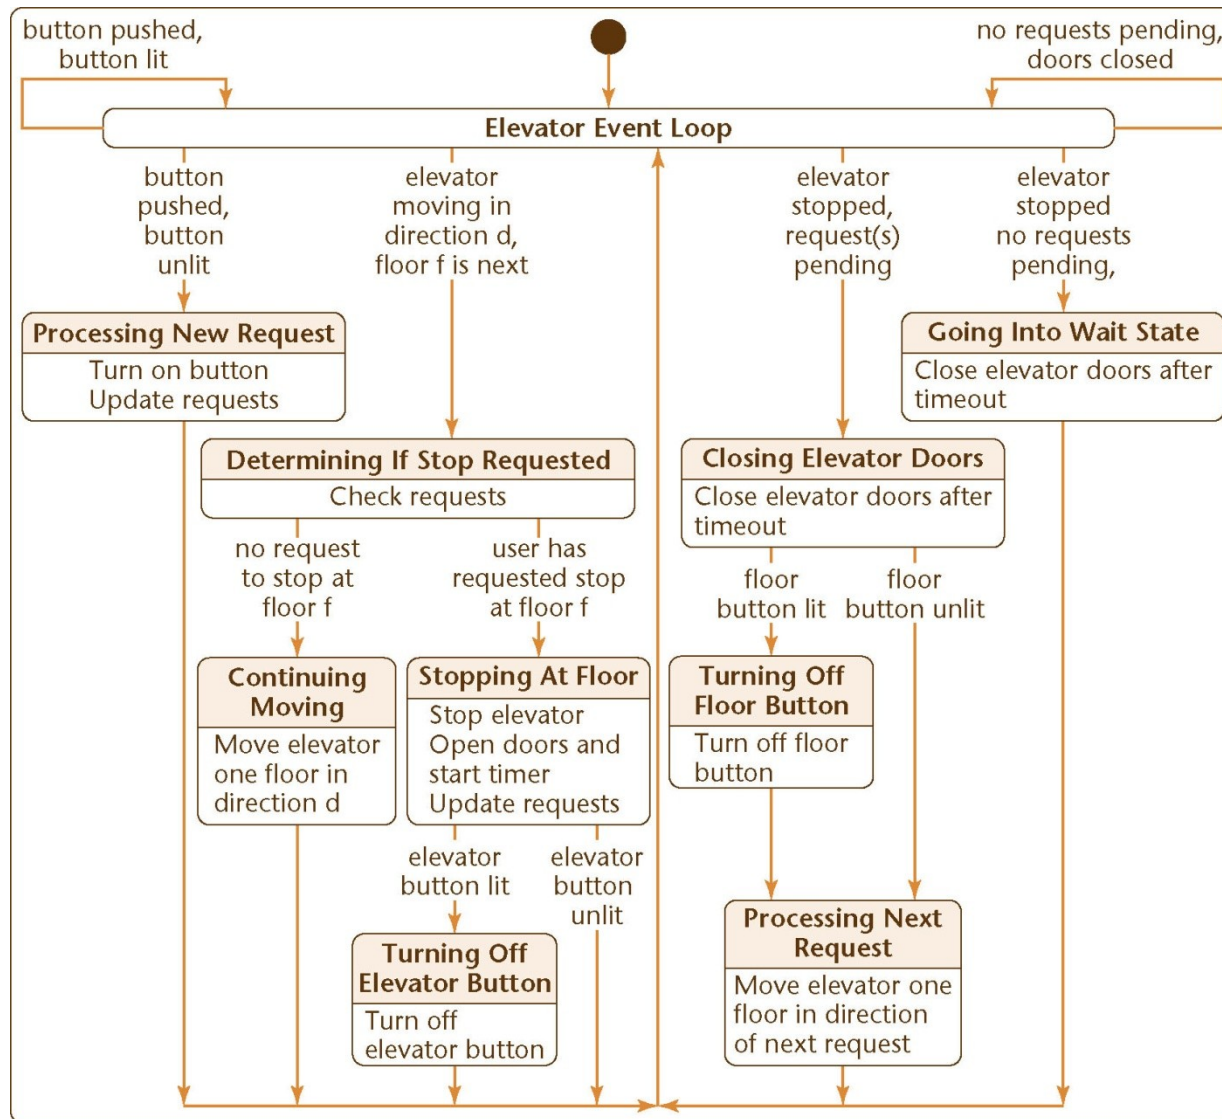 button pushed,
button lit
no requests pending,
doors closed
Elevator Event Loop
button
pushed,
button
unlit
elevator
moving in
direction d,
floor f is next
elevator
stopped,
request(s)
pending
elevator
stopped
no requests
pending,
Processing New Request
Turn on button
Update requests
Going Into Wait State
Close elevator doors after
timeout
Determining If Stop Requested
Check requests
Closing Elevator Doors
Close elevator doors after
timeout
no request
to stop at
floor f
user has
requested stop
at floor f
floor
button lit
floor
button unlit
Continuing
Moving
Move elevator
one floor in
direction d
Stopping At Floor
Stop elevator
Open doors and
start timer
Update requests
Turning Off
Floor Button
Turn off floor
button
elevator
button lit
elevator
button
unlit
Turning Off
Elevator Button
Turn off
elevator button
Processing Next
Request
Move elevator one
floor in direction
of next request